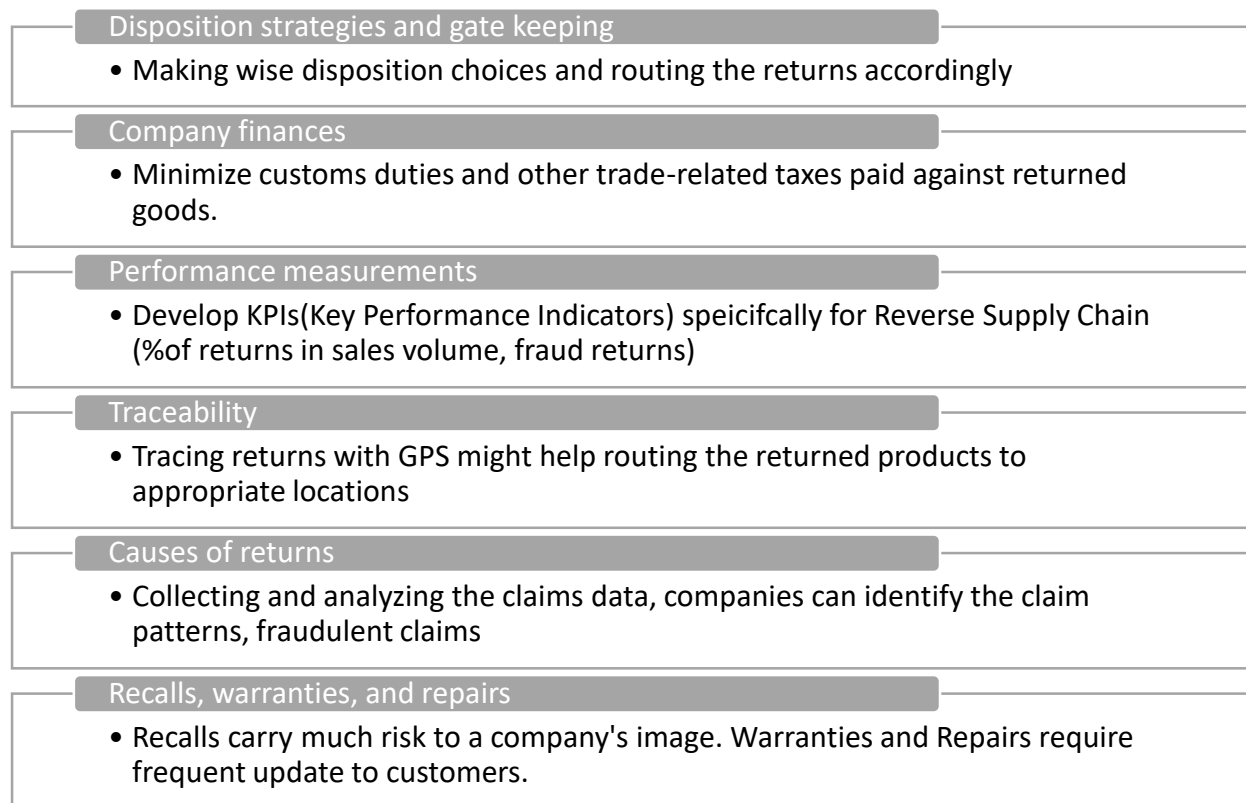 Disposition strategies and gate keeping
• Making wise disposition choices and routing the returns accordingly
Company finances
• Minimize customs duties and other trade-related taxes paid against returned
goods.
Performance measurements
• Develop KPIs(Key Performance Indicators) speicifcally for Reverse Supply Chain
(%of returns in sales volume, fraud returns)
Traceability
• Tracing returns with GPS might help routing the returned products to
appropriate locations
Causes of returns
• Collecting and analyzing the claims data, companies can identify the claim
patterns, fraudulent claims
Recalls, warranties, and repairs
• Recalls carry much risk to a company's image. Warranties and Repairs require
frequent update to customers.